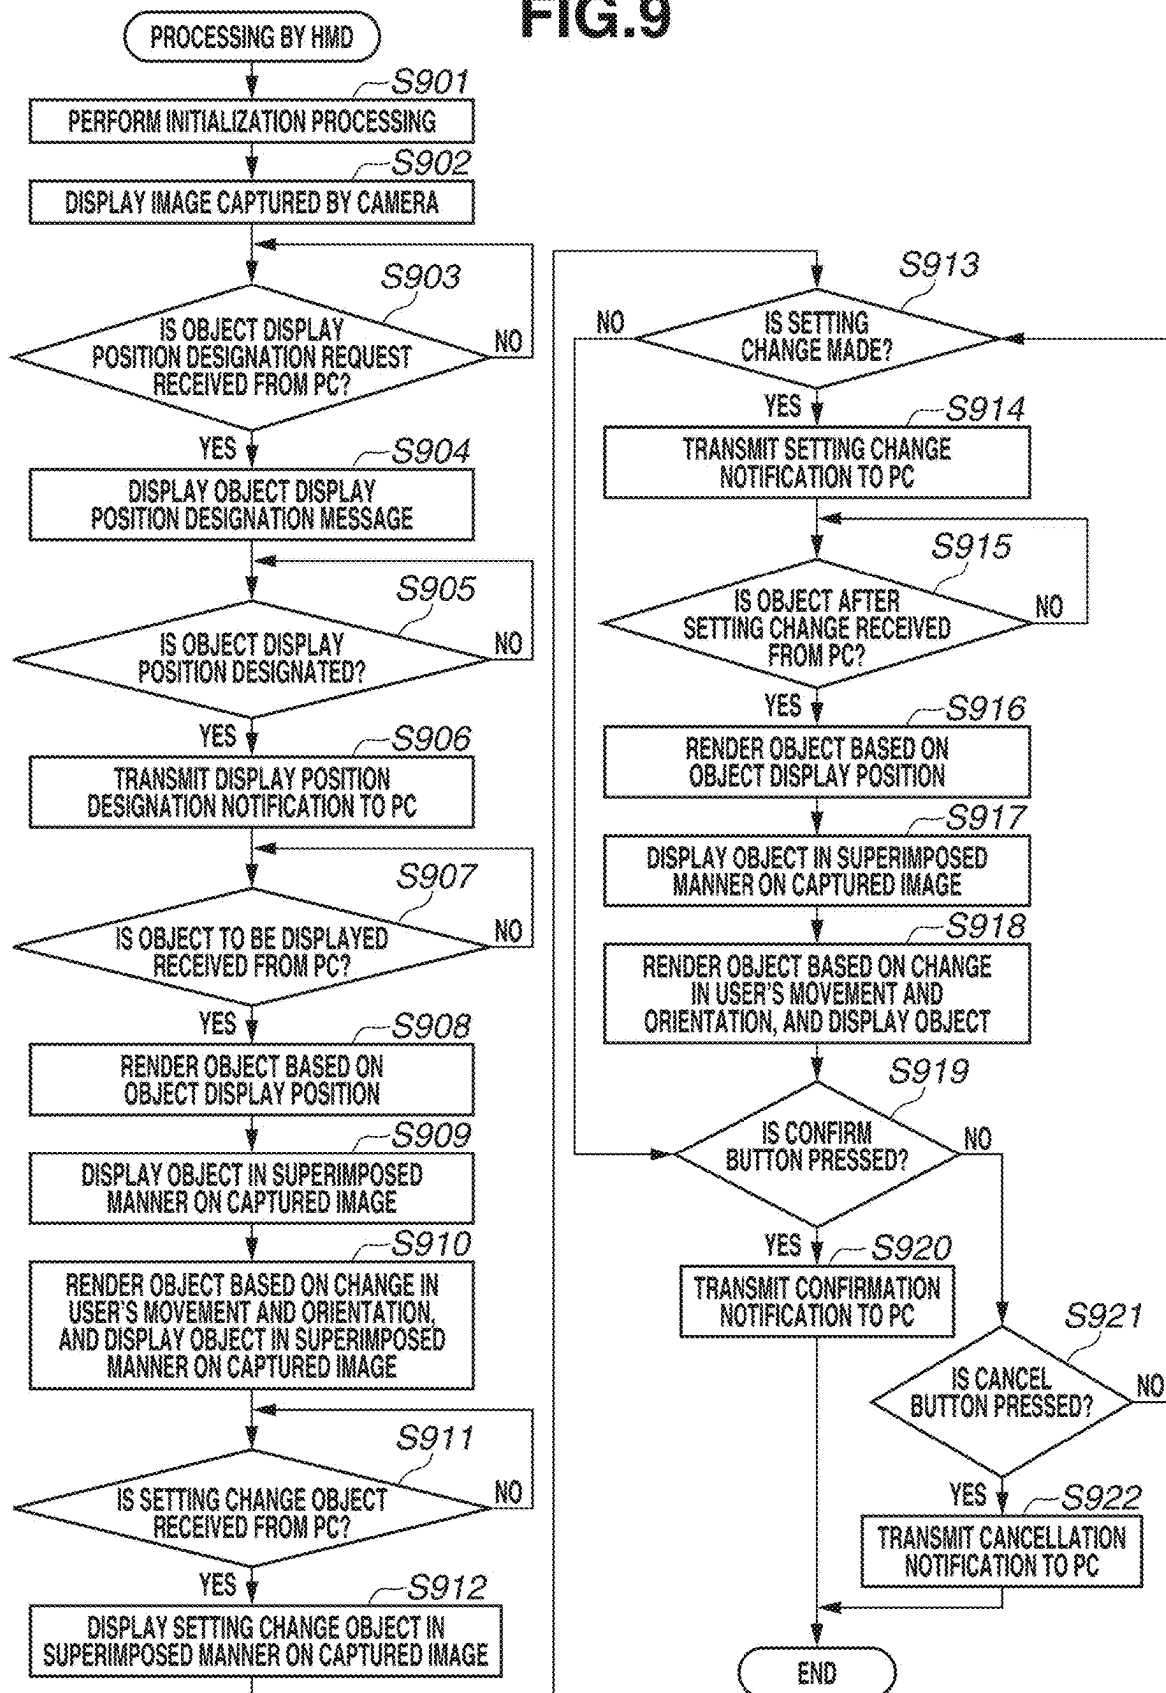 FIG.9
PROCESSING BY HMD
S901
PERFORM INITIALIZATION PROCESSING
S902
DISPLAY IMAGE CAPTURED BY CAMERA
S903
IS OBJECT DISPLAY
POSITION DESIGNATION REQUEST
RECEIVED FROM PC?
NO
YES
S904
DISPLAY OBJECT DISPLAY
POSITION DESIGNATION MESSAGE
S905
IS OBJECT DISPLAY
POSITION DESIGNATED?
NO
YES
S906
TRANSMIT DISPLAY POSITION
DESIGNATION NOTIFICATION TO PC
S907
IS OBJECT TO BE DISPLAYED
RECEIVED FROM PC?
NO
YES
S908
RENDER OBJECT BASED ON
OBJECT DISPLAY POSITION
S909
DISPLAY OBJECT IN SUPERIMPOSED
MANNER ON CAPTURED IMAGE
S910
RENDER OBJECT BASED ON CHANGE IN
USER'S MOVEMENT AND ORIENTATION,
AND DISPLAY OBJECT IN SUPERIMPOSED
MANNER ON CAPTURED IMAGE
S911
IS SETTING CHANGE OBJECT
RECEIVED FROM PC?
NO
YES
S912
DISPLAY SETTING CHANGE OBJECT IN
SUPERIMPOSED MANNER ON CAPTURED IMAGE
S913
IS SETTING
CHANGE MADE?
NO
YES
S914
TRANSMIT SETTING CHANGE
NOTIFICATION TO PC
S915
IS OBJECT AFTER
SETTING CHANGE RECEIVED
FROM PC?
NO
YES
S916
RENDER OBJECT BASED ON
OBJECT DISPLAY POSITION
S917
DISPLAY OBJECT IN SUPERIMPOSED
MANNER ON CAPTURED IMAGE
S918
RENDER OBJECT BASED ON CHANGE
IN USER'S MOVEMENT AND
ORIENTATION, AND DISPLAY OBJECT
S919
IS CONFIRM
BUTTON PRESSED?
NO
YES
S920
TRANSMIT CONFIRMATION
NOTIFICATION TO PC
S921
IS CANCEL
BUTTON PRESSED?
NO
YES
S922
TRANSMIT CANCELLATION
NOTIFICATION TO PC
END